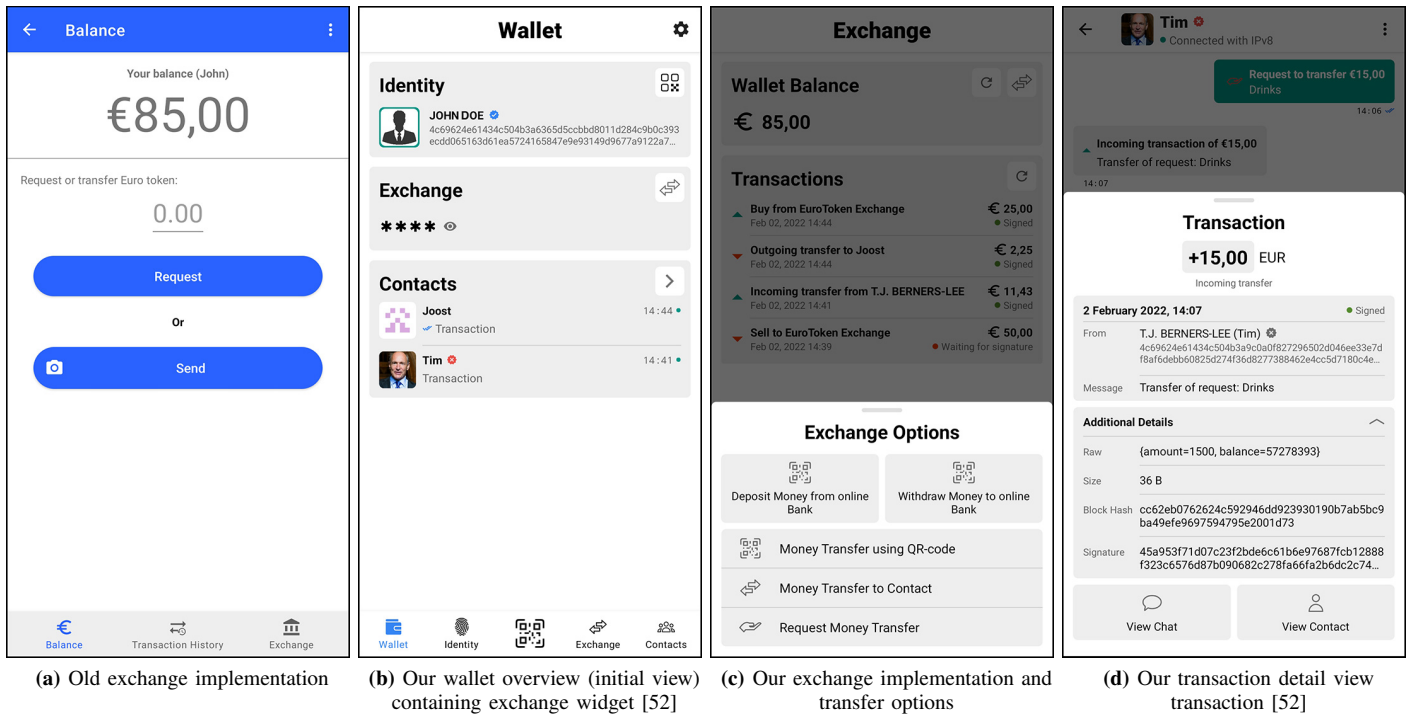 Balance
Your balance (John)
€85,00
Request or transfer Euro token:
0.00
Request
Or
Send
Balance
Transaction History
Exchange
(a) Old exchange implementation
Wallet
Identity
JOHN DOE
4c69624e61434c504b3a6365d5ccbbd8011d284c9b0c393
ecdd065163d61ea5724165847e9e93149d9677a9122a7...
Exchange
****
Contacts
Joost
14:44
Transaction
Tim
14:41
Transaction
Wallet
Identity
Exchange
Contacts
(b) Our wallet overview (initial view)
containing exchange widget [52]
Exchange
Wallet Balance
€ 85,00
Transactions
Buy from EuroToken Exchange
€ 25,00
Feb 02, 2022 14:44
Signed
Outgoing transfer to Joost
€ 2,25
Feb 02, 2022 14:44
Signed
Incoming transfer from T.J. BERNERS-LEE
€ 11,43
Feb 02, 2022 14:41
Signed
Sell to EuroToken Exchange
€ 50,00
Feb 02, 2022 14:39
Waiting for signature
Exchange Options
Deposit Money from online
Bank
Withdraw Money to online
Bank
Money Transfer using QR-code
Money Transfer to Contact
Request Money Transfer
(c) Our exchange implementation and
transfer options
Tim
Connected with IPv8
Request to transfer €15,00
Drinks
14:06
Incoming transaction of €15,00
Transfer of request: Drinks
14:07
Transaction
+15,00 EUR
Incoming transfer
2 February 2022, 14:07
Signed
From
T.J. BERNERS-LEE (Tim)
4c69624e61434c504b3a9c0a0f827296502d046ee33e7d
f8af6debb60825d274f36d8277388462e4cc5d7180c4e...
Message
Transfer of request: Drinks
Additional Details
Raw
{amount=1500, balance=57278393}
Size
36 B
Block Hash
cc62eb0762624c592946dd923930190b7ab5bc9
ba49efe9697594795e2001d73
Signature
45a953f71d07c23f2bde6c61b6e97687fcb12888
f323c6576d87b090682c278fa66fa2b6dc2c74...
View Chat
View Contact
(d) Our transaction detail view
transaction [52]